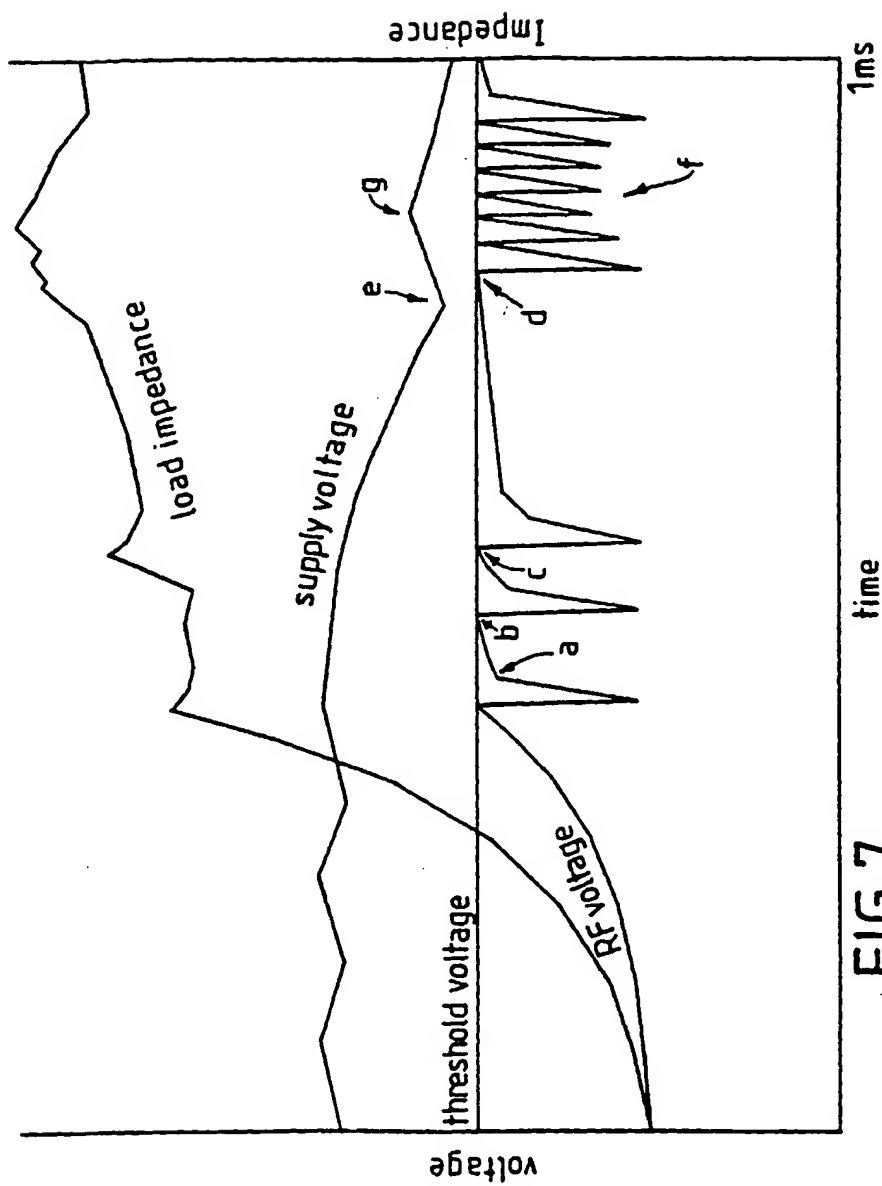 Impedance
load impedance
supply voltage
threshold voltage
RF voltage
voltage
a
b
c
d
e
f
g
time
1ms
FIG 7